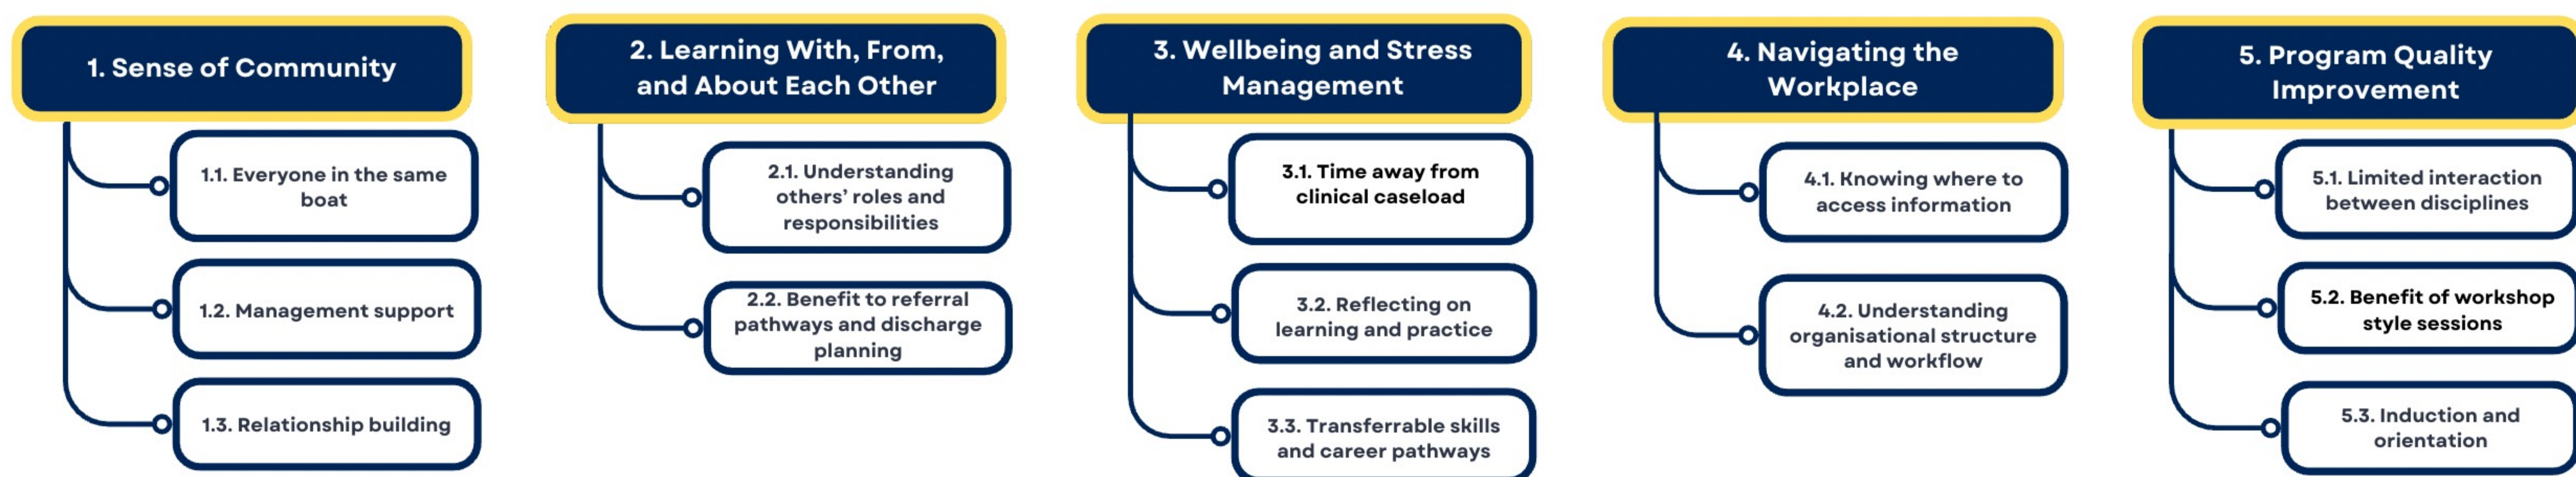 1. Sense of Community
1.1. Everyone in the same
boat
1.2. Management support
1.3. Relationship building
2. Learning With, From,
and About Each Other
2.1. Understanding
others’ roles and
responsibilities
2.2. Benefit to referral
pathways and discharge
planning
3. Wellbeing and Stress
Management
3.1. Time away from
clinical caseload
3.2. Reflecting on
learning and practice
3.3. Transferrable skills
and career pathways
4. Navigating the
Workplace
4.1. Knowing where to
access information
4.2. Understanding
organisational structure
and workflow
5. Program Quality
Improvement
5.1. Limited interaction
between disciplines
5.2. Benefit of workshop
style sessions
5.3. Induction and
orientation